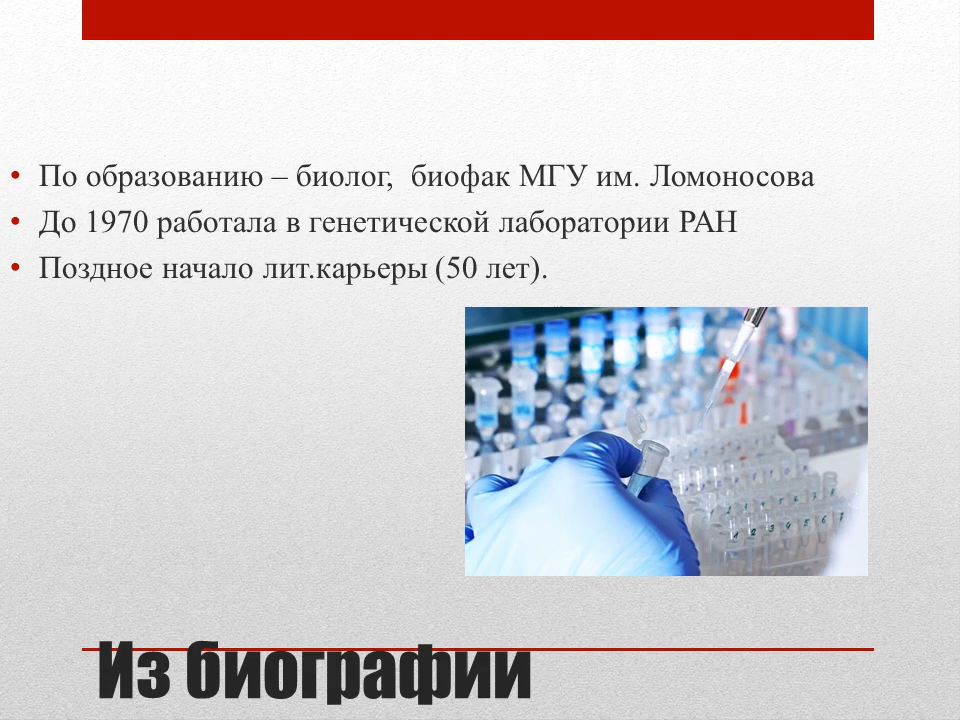 • По образованию – биолог,  биофак МГУ им. Ломоносова
• До 1970 работала в генетической лаборатории РАН
• Поздное начало лит.карьеры (50 лет).
Из биографии